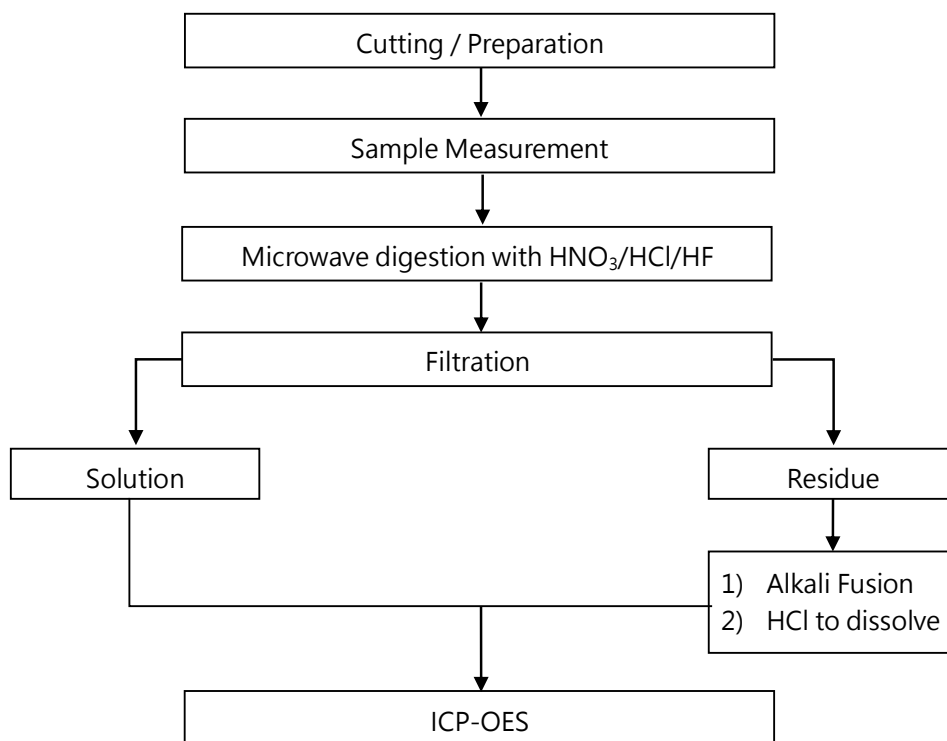 Cutting / Preparation
Sample Measurement
Microwave digestion with HNO₃/HCl/HF
Filtration
Solution
Residue
1) Alkali Fusion
2) HCl to dissolve
ICP-OES